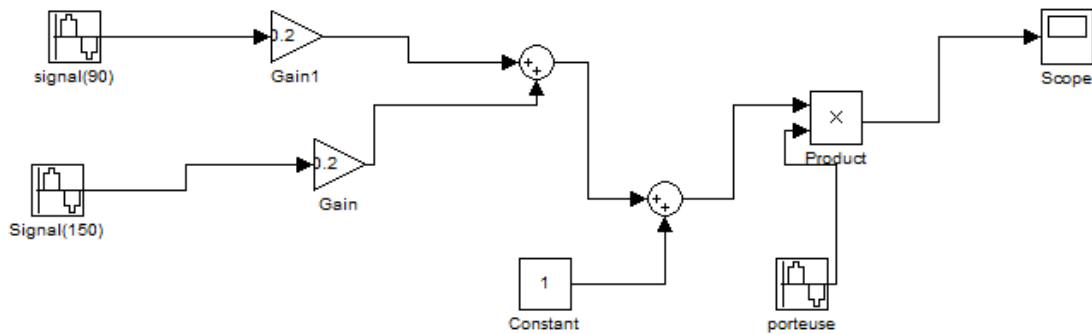 0.2
signal(90)
Gain1
+
+
Scope
×
Product
0.2
Signal(150)
Gain
+
+
1
Constant
porteuse